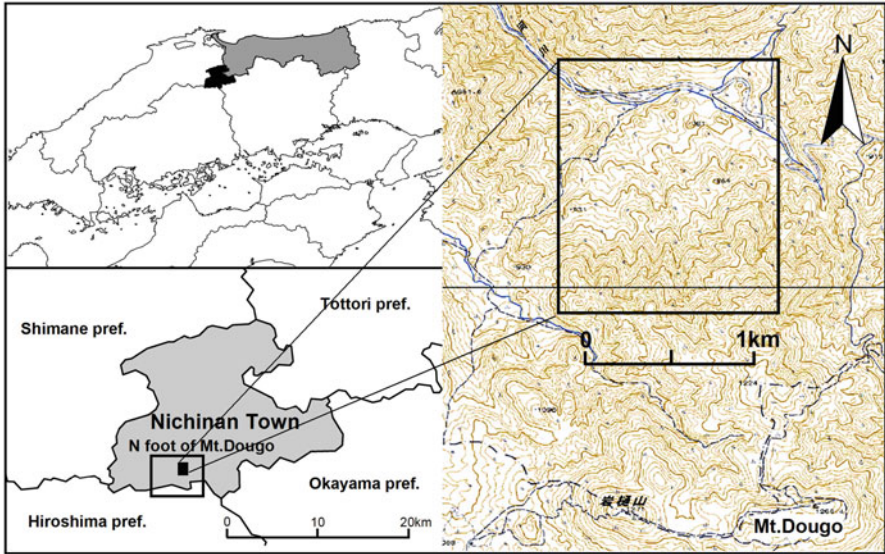 Tottori pref.
Shimane pref.
Nichinan Town
N foot of Mt.Dougo
Okayama pref.
Hiroshima pref.
0 10 20km
N
川
0 1km
岩樋山
Mt.Dougo